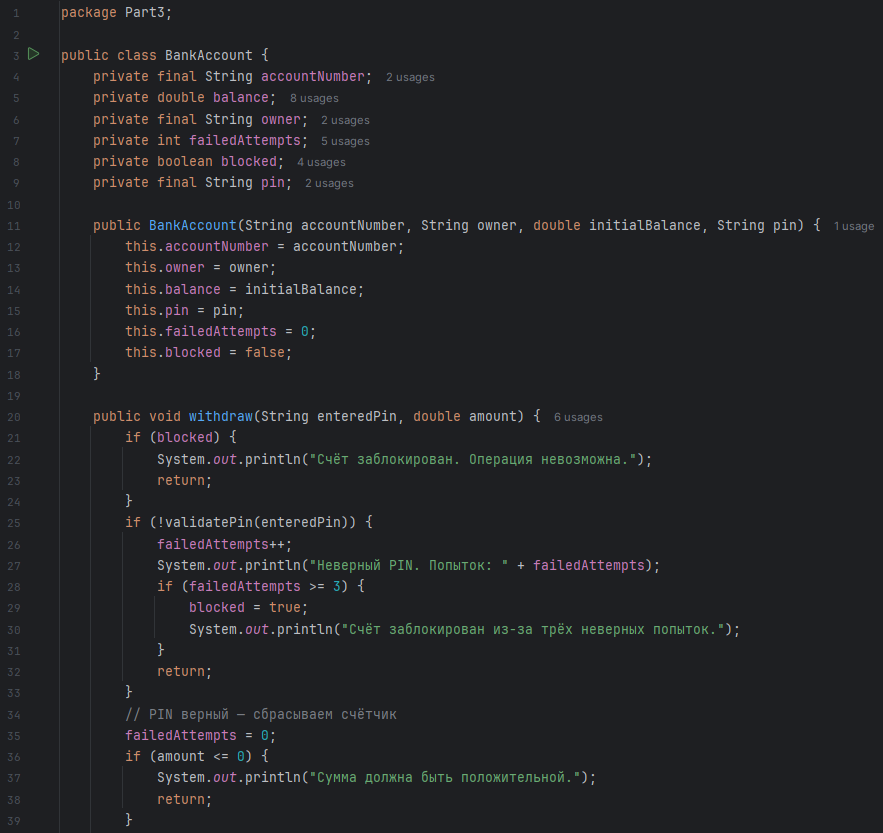 1 package Part3;
2
3 public class BankAccount {
4     private final String accountNumber; 2 usages
5     private double balance; 8 usages
6     private final String owner; 2 usages
7     private int failedAttempts; 5 usages
8     private boolean blocked; 4 usages
9     private final String pin; 2 usages
10
11     public BankAccount(String accountNumber, String owner, double initialBalance, String pin) { 1 usage
12         this.accountNumber = accountNumber;
13         this.owner = owner;
14         this.balance = initialBalance;
15         this.pin = pin;
16         this.failedAttempts = 0;
17         this.blocked = false;
18     }
19
20     public void withdraw(String enteredPin, double amount) { 6 usages
21         if (blocked) {
22             System.out.println("Счёт заблокирован. Операция невозможна.");
23             return;
24         }
25         if (!validatePin(enteredPin)) {
26             failedAttempts++;
27             System.out.println("Неверный PIN. Попыток: " + failedAttempts);
28             if (failedAttempts >= 3) {
29                 blocked = true;
30                 System.out.println("Счёт заблокирован из-за трёх неверных попыток.");
31             }
32             return;
33         }
34         // PIN верный — сбрасываем счётчик
35         failedAttempts = 0;
36         if (amount <= 0) {
37             System.out.println("Сумма должна быть положительной.");
38             return;
39         }